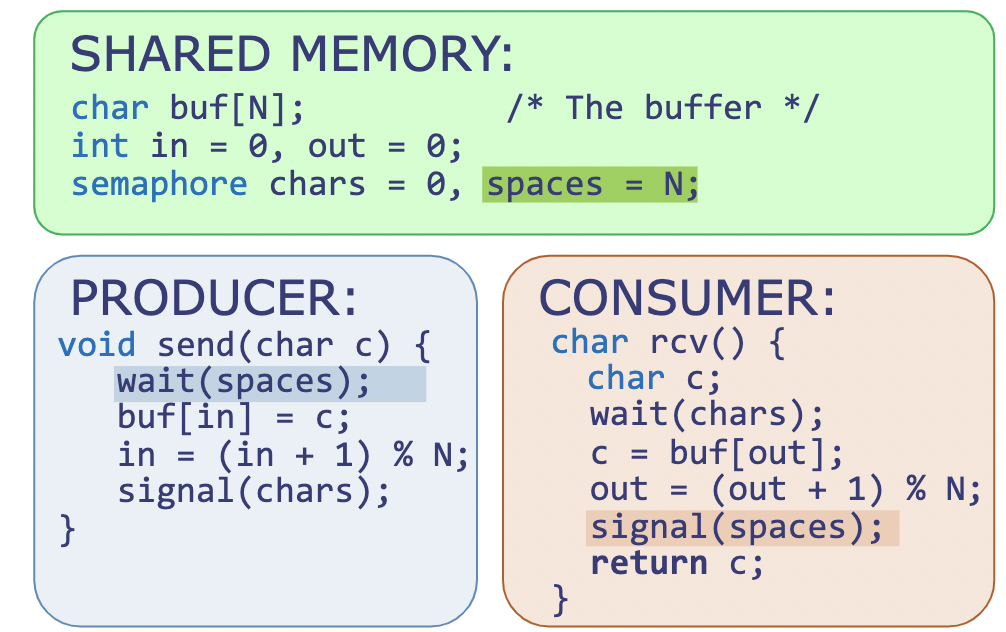 SHARED MEMORY:
char buf[N];          /* The buffer */
int in = 0, out = 0;
semaphore chars = 0, spaces = N;
PRODUCER:
void send(char c) {
   wait(spaces);
   buf[in] = c;
   in = (in + 1) % N;
   signal(chars);
}
CONSUMER:
char rcv() {
  char c;
  wait(chars);
  c = buf[out];
  out = (out + 1) % N;
  signal(spaces);
  return c;
}